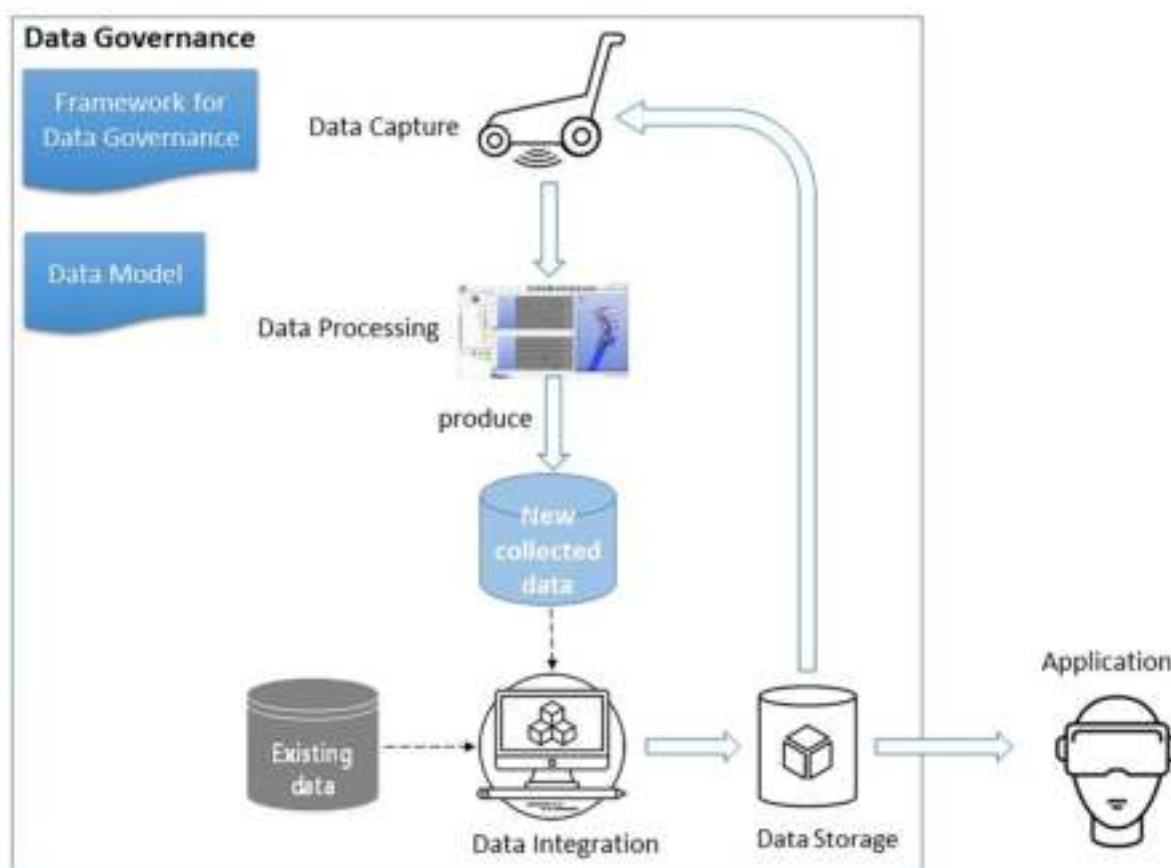 Data Governance
Framework for
Data Governance
Data Capture
Data Model
Data Processing
produce
New
collected
data
Application
Existing
data
Data Integration
Data Storage